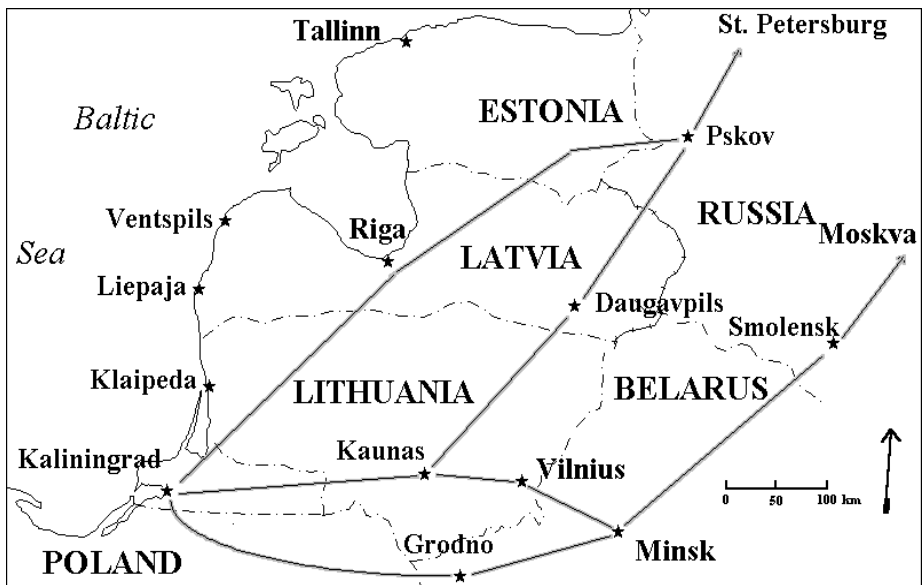 St. Petersburg
Tallinn
Baltic
ESTONIA
Pskov
Ventspils
Riga
RUSSIA
Moskva
Sea
LATVIA
Liepaja
Daugavpils
Smolensk
Klaipeda
LITHUANIA
BELARUS
Kaliningrad
Kaunas
Vilnius
0 50 100 km
POLAND
Grodno
Minsk